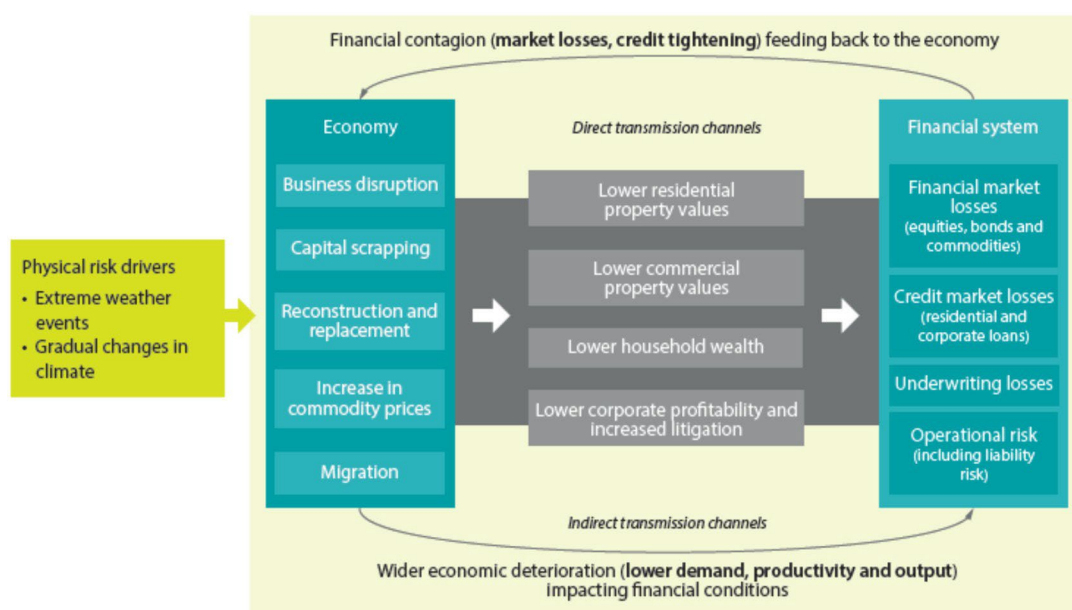 Financial contagion (market losses, credit tightening) feeding back to the economy
Physical risk drivers
• Extreme weather
events
• Gradual changes in
climate
Economy
Business disruption
Capital scrapping
Reconstruction and
replacement
Increase in
commodity prices
Migration
Direct transmission channels
Lower residential
property values
Lower commercial
property values
Lower household wealth
Lower corporate profitability and
increased litigation
Indirect transmission channels
Financial system
Financial market
losses
(equities, bonds and
commodities)
Credit market losses
(residential and
corporate loans)
Underwriting losses
Operational risk
(including liability
risk)
Wider economic deterioration (lower demand, productivity and output)
impacting financial conditions